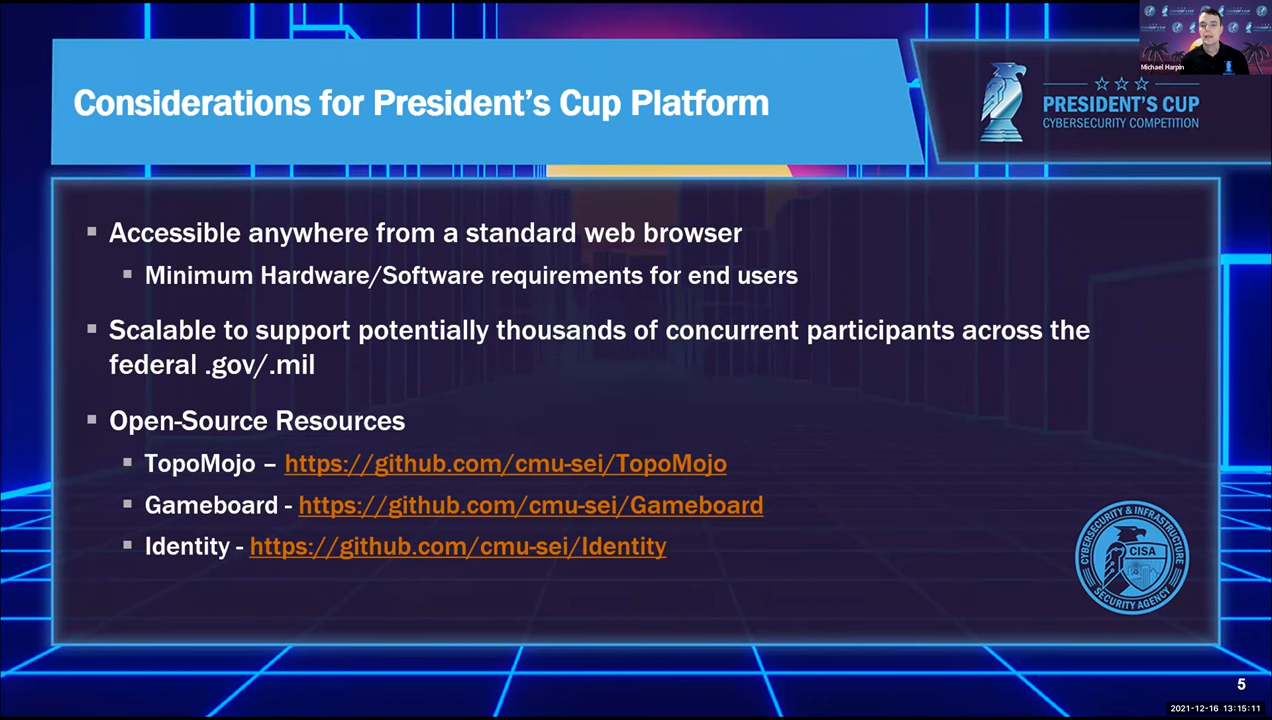 Considerations for President's Cup Platform
PRESIDENT'S CUP
CYBERSECURITY COMPETITION
Michael Harpin
Accessible anywhere from a standard web browser
Minimum Hardware/Software requirements for end users
Scalable to support potentially thousands of concurrent participants across the
federal .gov/.mil
Open-Source Resources
TopoMojo – https://github.com/cmu-sei/TopoMojo
Gameboard - https://github.com/cmu-sei/Gameboard
Identity - https://github.com/cmu-sei/Identity
CYBERSECURITY & INFRASTRUCTURE
CISA
SECURITY AGENCY
5
2021-12-16 13:15:11